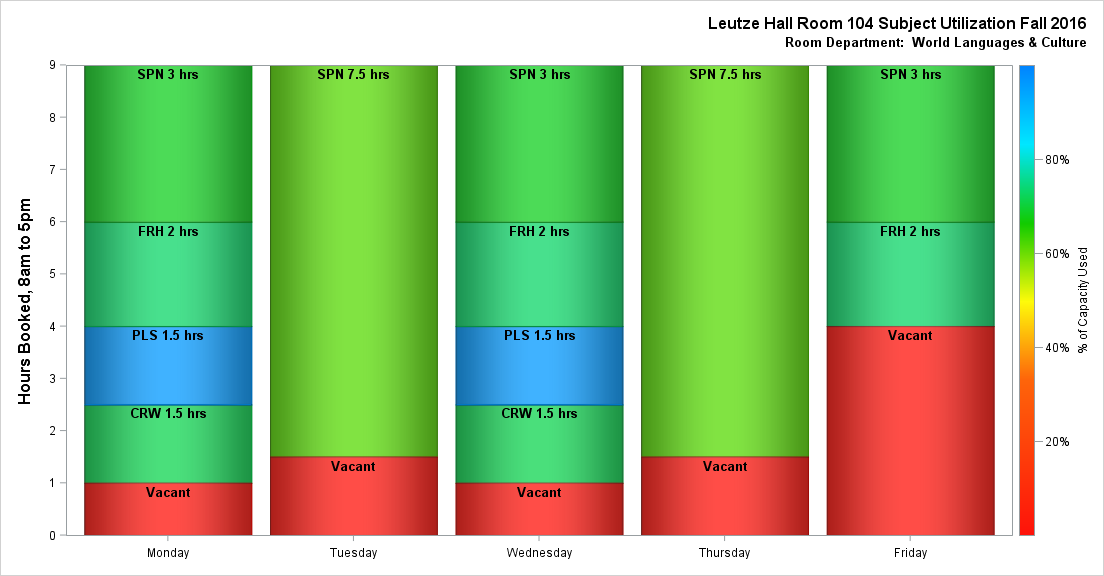 Leutze Hall Room 104 Subject Utilization Fall 2016
Room Department: World Languages & Culture
Hours Booked, 8am to 5pm
9
8
7
6
5
4
3
2
1
0
SPN 3 hrs
FRH 2 hrs
PLS 1.5 hrs
CRW 1.5 hrs
Vacant
SPN 7.5 hrs
Vacant
SPN 3 hrs
FRH 2 hrs
PLS 1.5 hrs
CRW 1.5 hrs
Vacant
SPN 7.5 hrs
Vacant
SPN 3 hrs
FRH 2 hrs
Vacant
Monday
Tuesday
Wednesday
Thursday
Friday
80%
60%
40%
20%
% of Capacity Used